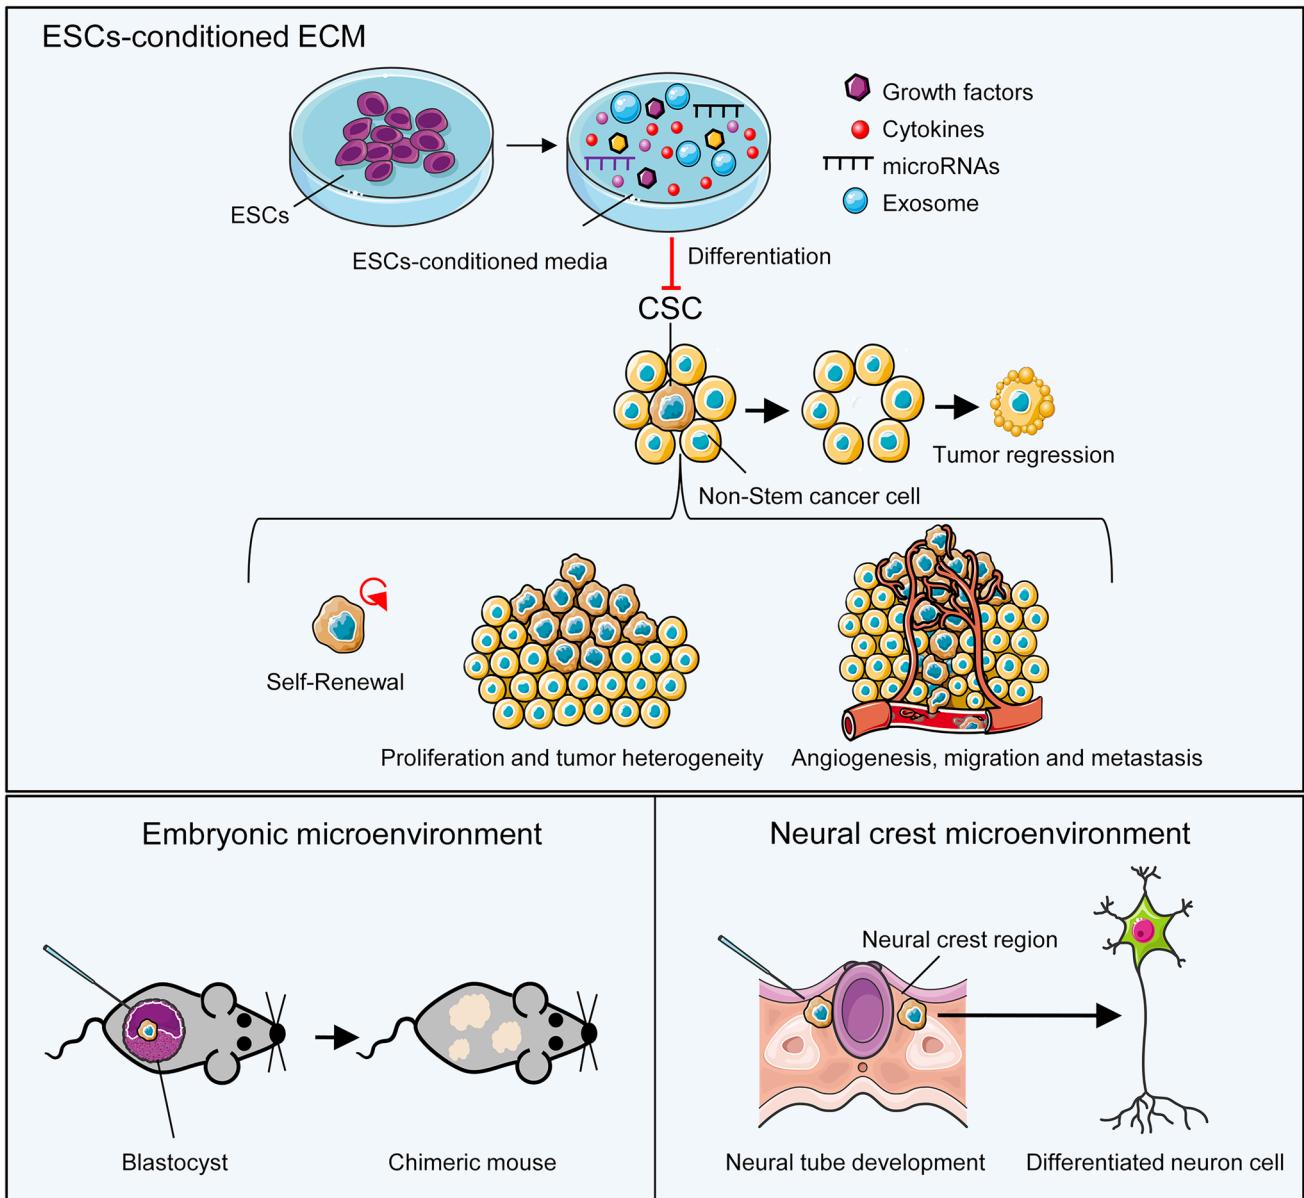 ESCs-conditioned ECM
Growth factors
Cytokines
microRNAs
Exosome
ESCs
ESCs-conditioned media
Differentiation
CSC
Tumor regression
Non-Stem cancer cell
Self-Renewal
Proliferation and tumor heterogeneity
Angiogenesis, migration and metastasis
Embryonic microenvironment
Blastocyst
Chimeric mouse
Neural crest microenvironment
Neural crest region
Neural tube development
Differentiated neuron cell